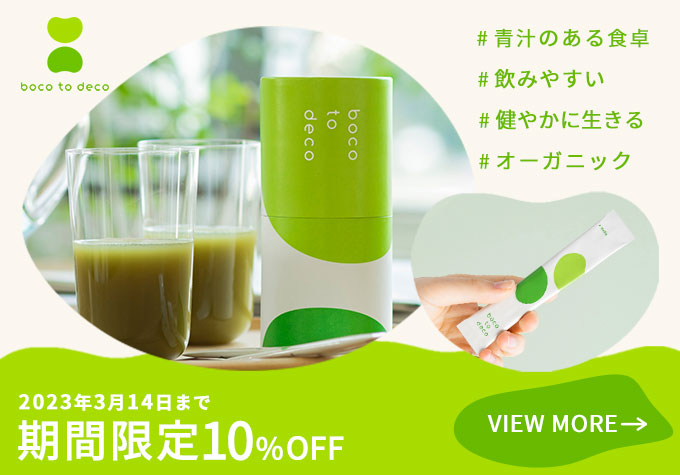 boco to deco
# 青汁のある食卓
# 飲みやすい
# 健やかに生きる
# オーガニック
boco
to
deco
boco
to
deco
2023年3月14日まで
期間限定10%OFF
VIEW MORE→